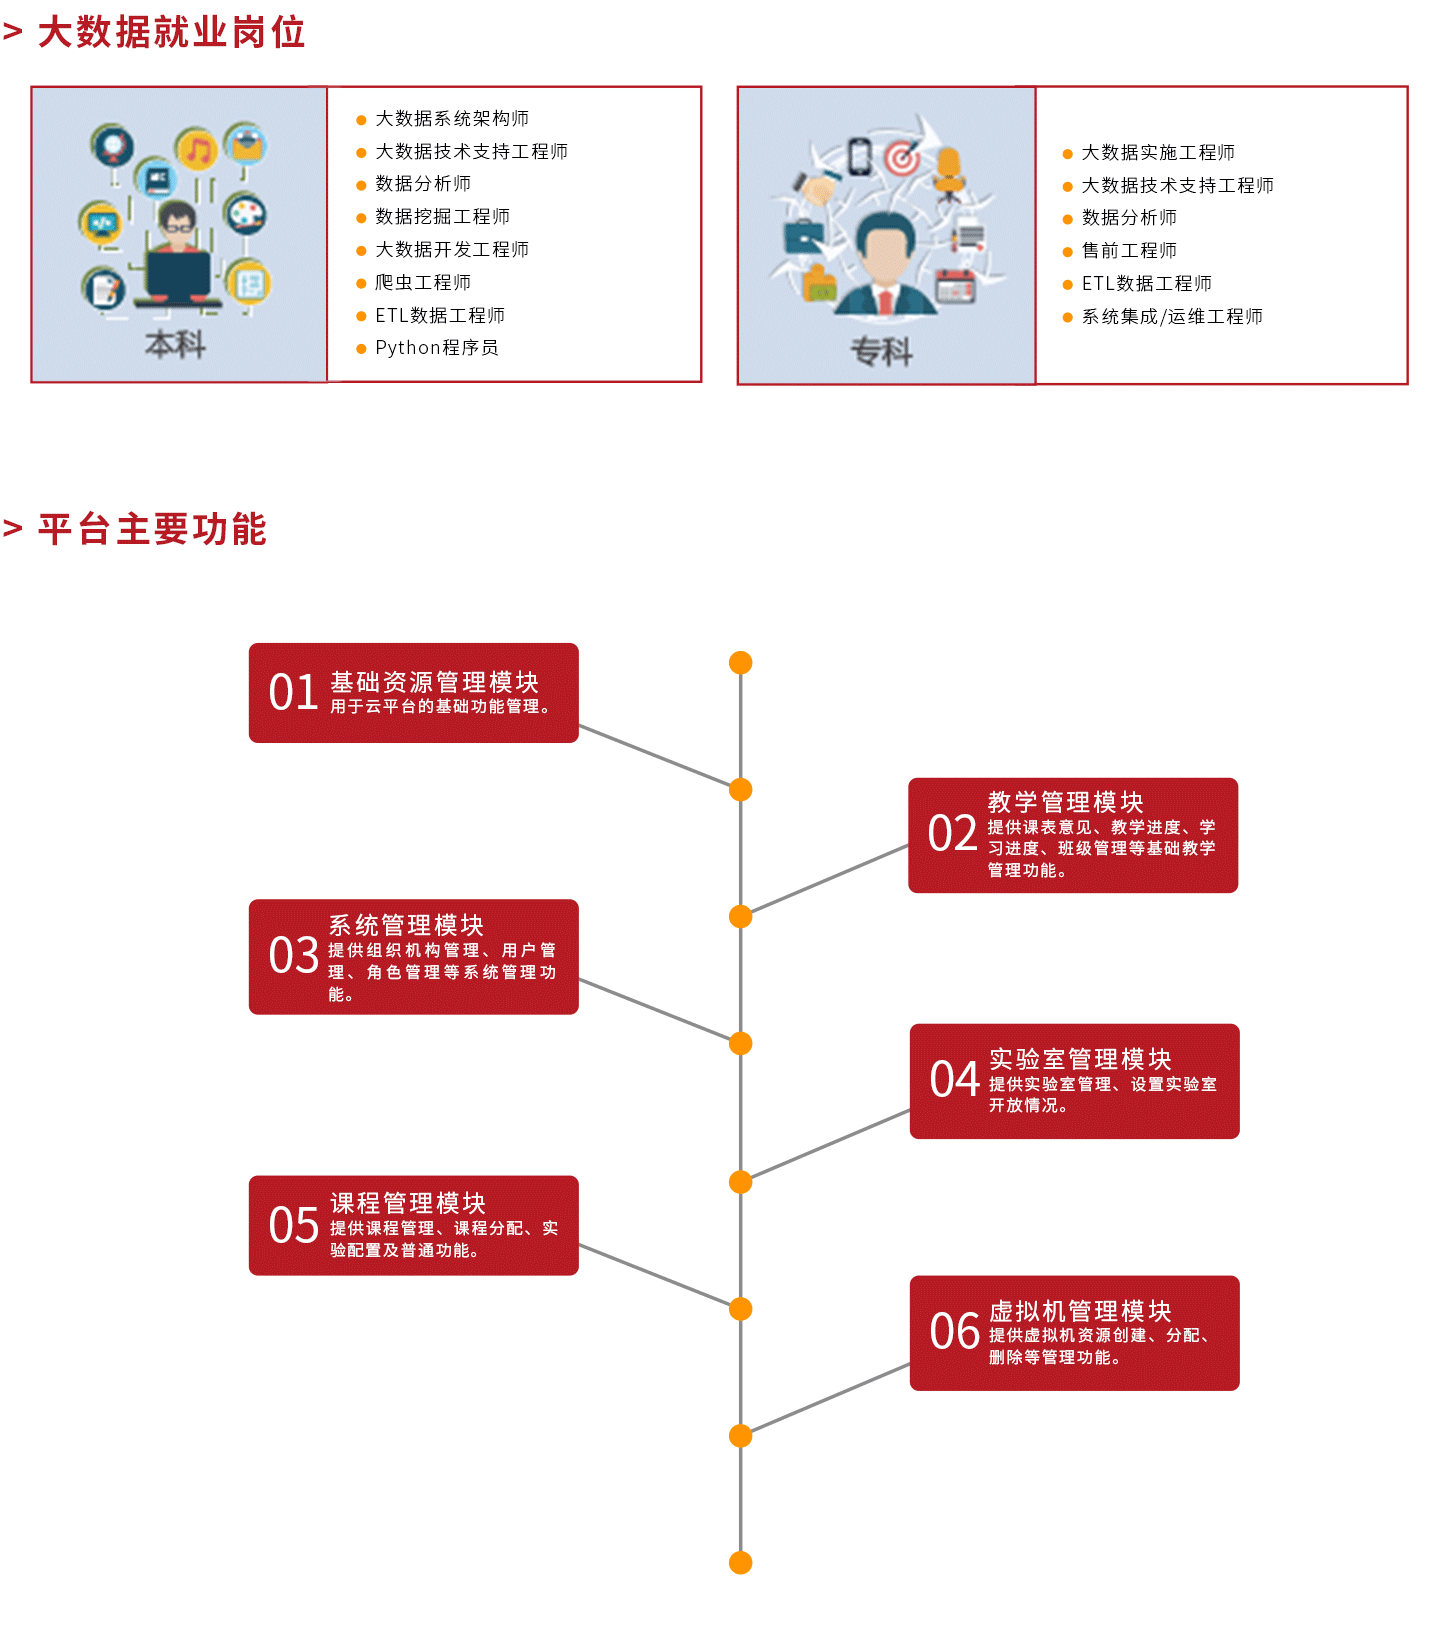 > 大数据就业岗位
大数据系统架构师
大数据技术支持工程师
数据分析师
数据挖掘工程师
大数据开发工程师
爬虫工程师
ETL数据工程师
Python程序员
本科
大数据实施工程师
大数据技术支持工程师
数据分析师
售前工程师
ETL数据工程师
系统集成/运维工程师
专科
> 平台主要功能
01 基础资源管理模块
用于云平台的基础功能管理。
02 教学管理模块
提供课表意见、教学进度、学
习进度、班级管理等基础教学
管理功能。
03 系统管理模块
提供组织机构管理、用户管
理、角色管理等系统管理功
能。
04 实验室管理模块
提供实验室管理、设置实验室
开放情况。
05 课程管理模块
提供课程管理、课程分配、实
验配置及普通功能。
06 虚拟机管理模块
提供虚拟机资源创建、分配、
删除等管理功能。